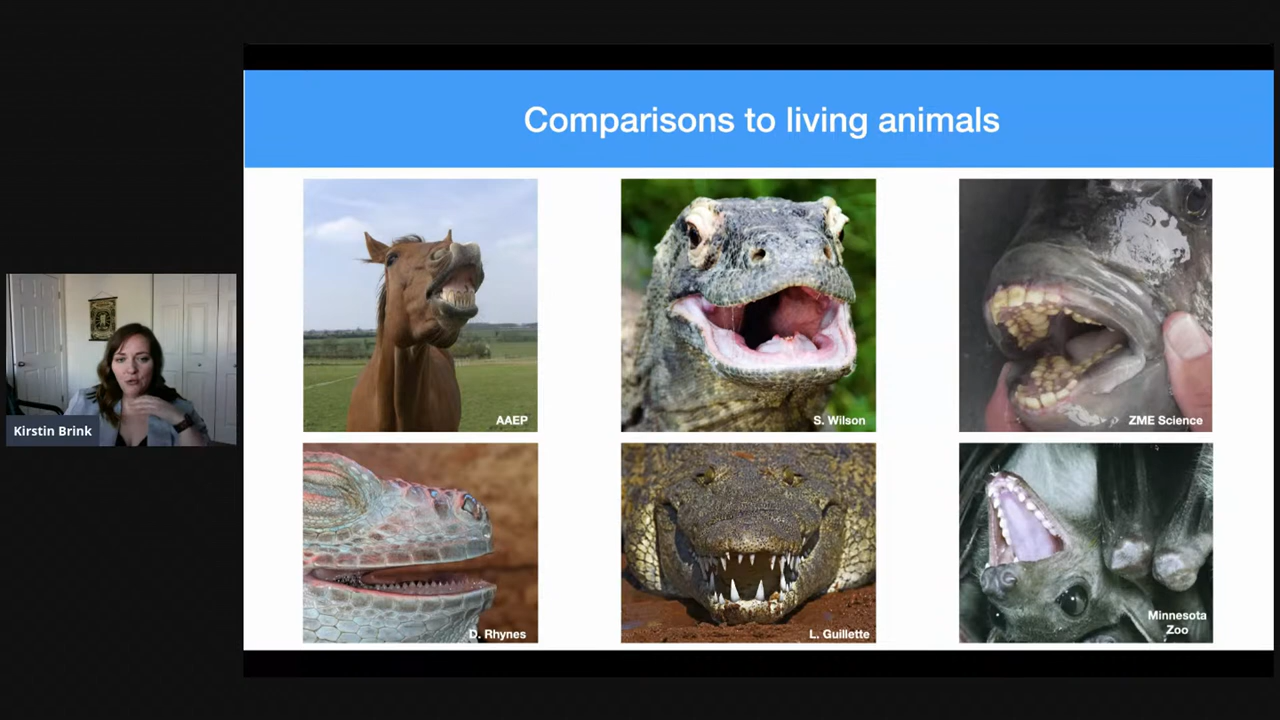 Comparisons to living animals
AAEP
S. Wilson
ZME Science
Kirstin Brink
D. Rhynes
L. Guillette
Minnesota
Zoo